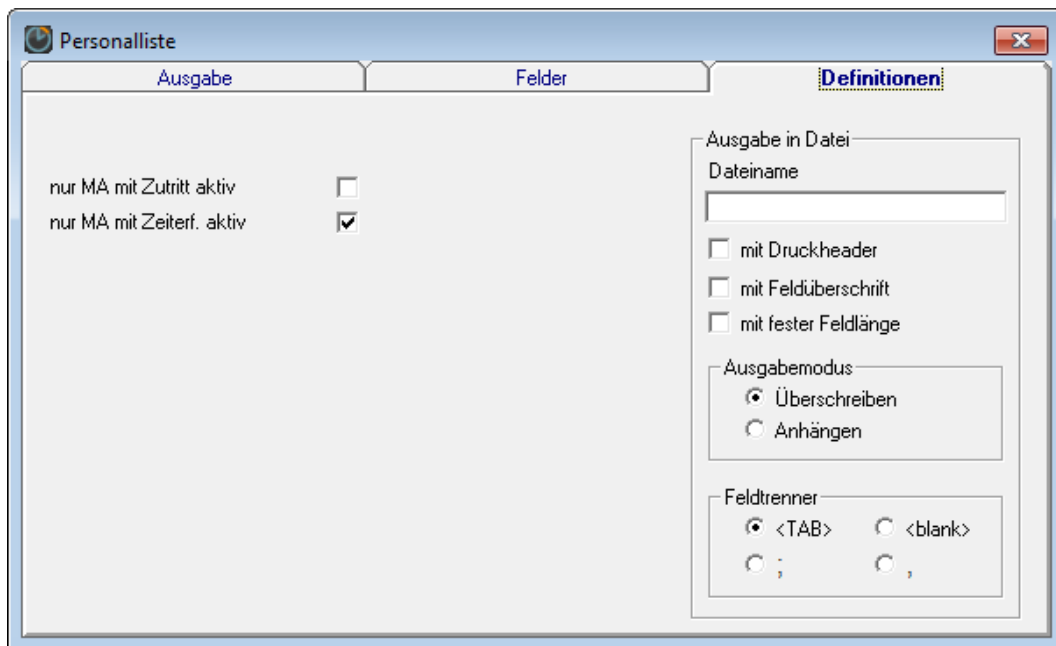 Personalliste
Ausgabe Felder Definitionen
nur MA mit Zutritt aktiv
nur MA mit Zeiterf. aktiv
Ausgabe in Datei
Dateiname
mit Druckheader
mit Feldüberschrift
mit fester Feldlänge
Ausgabemodus
Überschreiben
Anhängen
Feldtrenner
<TAB> <blank>
; ,